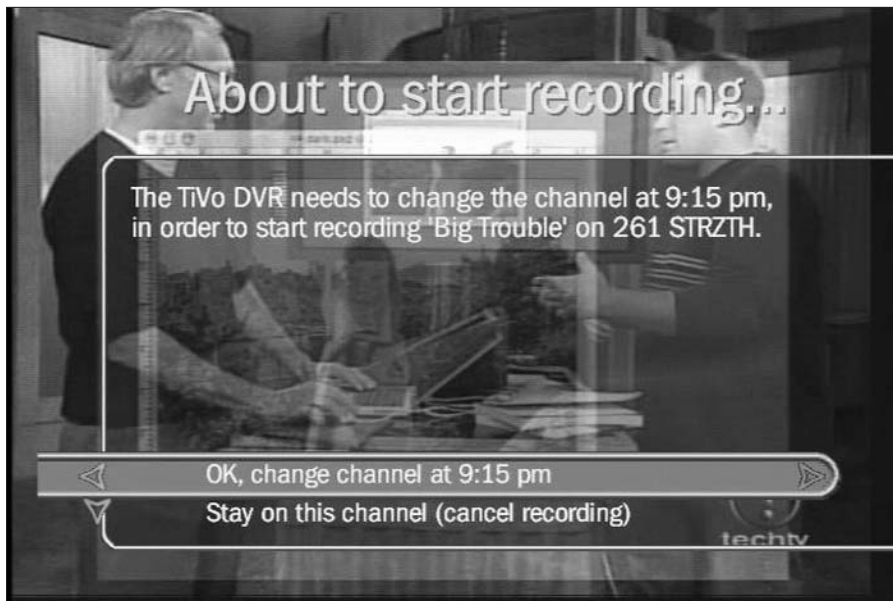 About to start recording...
The TiVo DVR needs to change the channel at 9:15 pm,
in order to start recording 'Big Trouble' on 261 STRZTH.
OK, change channel at 9:15 pm
Stay on this channel (cancel recording)
techtv